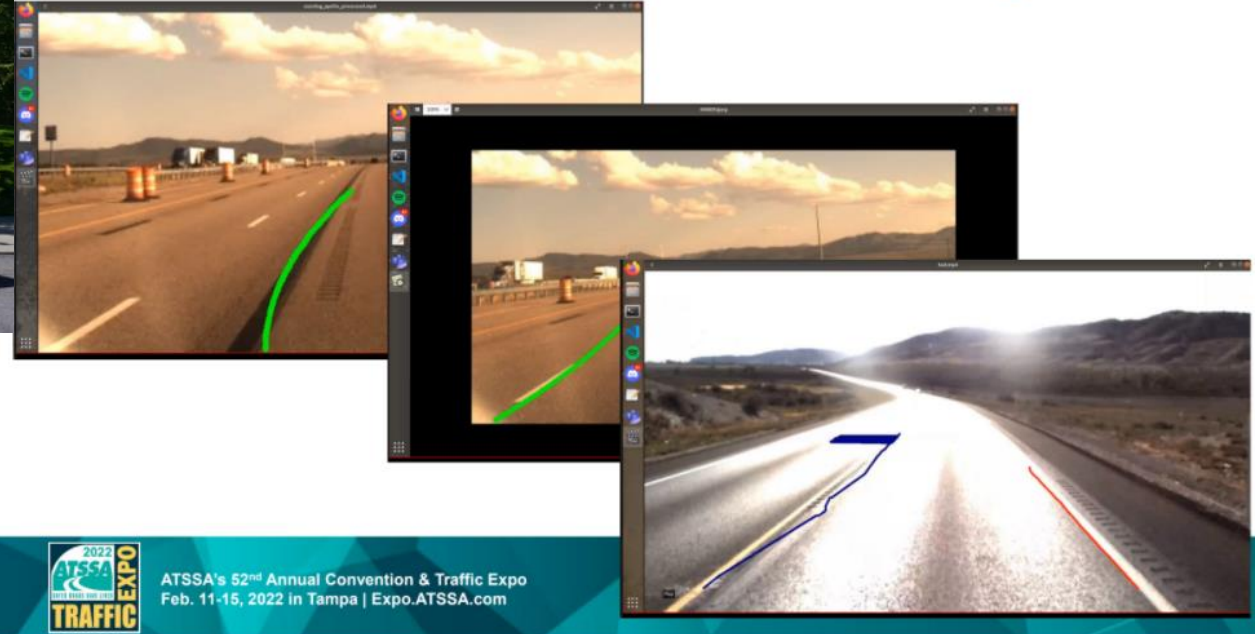 2022
ATSSA
TRAFFIC
EXPO
ATSSA's 52nd Annual Convention & Traffic Expo
Feb. 11-15, 2022 in Tampa | Expo.ATSSA.com